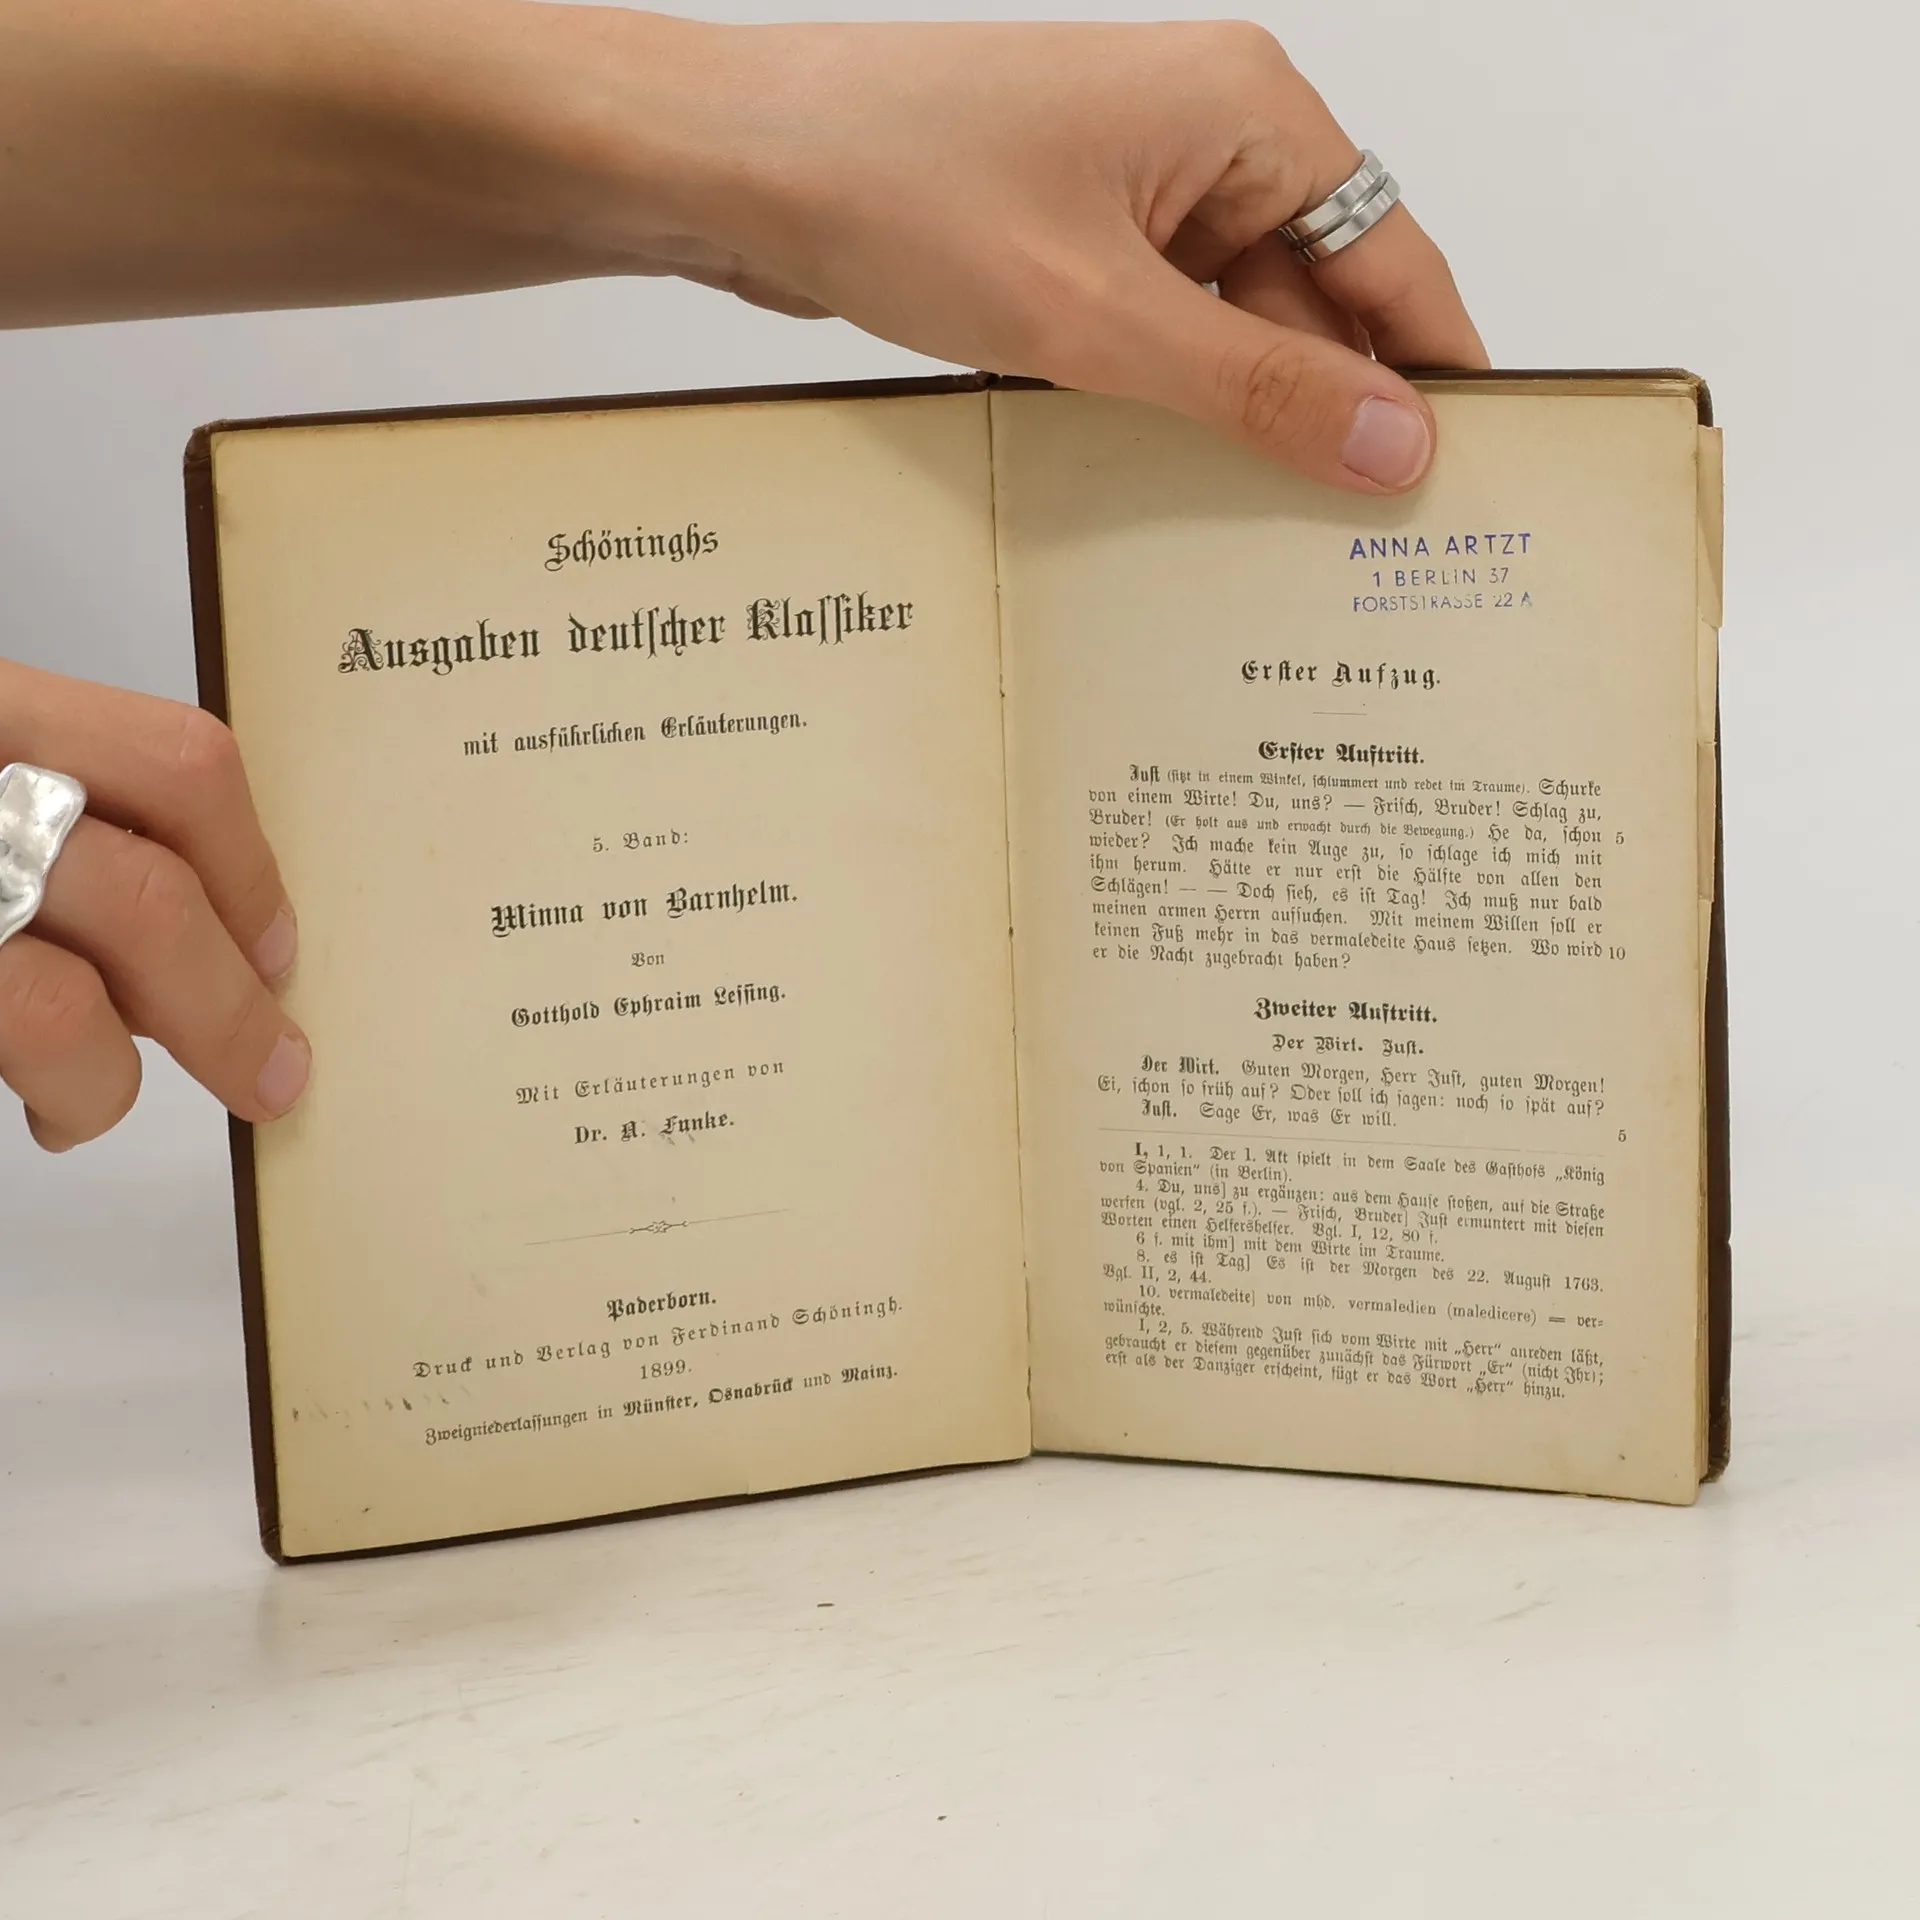 Schöninghs
Ausgaben deutscher Klassiker
mit ausführlichen Erläuterungen.
5. Band:
Minna von Barnhelm.
Von
Gotthold Ephraim Lessing.
Mit Erläuterungen von
Dr. A. Funke.
Paderborn.
Druck und Verlag von Ferdinand Schöningh.
1899.
Zweigniederlassungen in Münster, Osnabrück und Mainz.
ANNA ARTZT
1 BERLIN 37
FORSTSTRASSE 22 A
Erster Aufzug.
Erster Auftritt.
Just (sitzt in einem Winkel, schlummert und redet im Traume). Schurke
von einem Wirte! Du, uns? — Frisch, Bruder! Schlag zu,
Bruder! (Er holt aus und erwacht durch die Bewegung.) He da, schon 5
wieder? Ich mache kein Auge zu, so schlage ich mich mit
ihm herum. Hätte er nur erst die Hälfte von allen den
Schlägen! — — Doch sieh, es ist Tag! Ich muß nur bald
meinen armen Herrn aufsuchen. Mit meinem Willen soll er
keinen Fuß mehr in das vermaledeite Haus setzen. Wo wird 10
er die Nacht zugebracht haben?
Zweiter Auftritt.
Der Wirt. Just.
Der Wirt. Guten Morgen, Herr Just, guten Morgen!
Ei, schon so früh auf? Oder soll ich sagen: noch so spät auf?
Just. Sage Er, was Er will.
5
I, 1, 1. Der 1. Akt spielt in dem Saale des Gasthofs „König
von Spanien“ (in Berlin).
4. Du, uns] zu ergänzen: aus dem Hause stoßen, auf die Straße
werfen (vgl. 2, 25 f.). — Frisch, Bruder] Just ermuntert mit diesen
Worten einen Helfershelfer. Vgl. I, 12, 80 f.
6 f. mit ihm] mit dem Wirte im Traume.
8. es ist Tag] Es ist der Morgen des 22. August 1763.
Vgl. II, 2, 44.
10. vermaledeite] von mhd. vermaledien (maledicere) = ver-
wünschte.
I, 2, 5. Während Just sich vom Wirte mit „Herr“ anreden läßt,
gebraucht er diesem gegenüber zunächst das Fürwort „Er“ (nicht Ihr);
erst als der Danziger erscheint, fügt er das Wort „Herr“ hinzu.